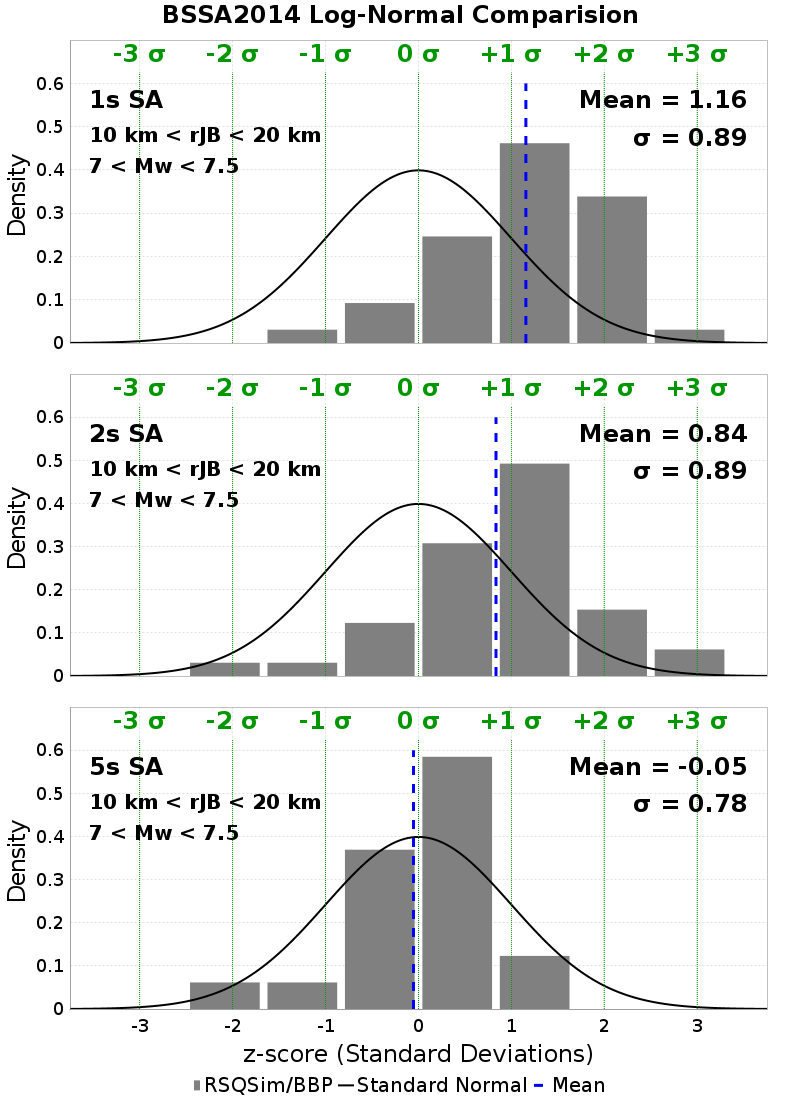 BSSA2014 Log-Normal Comparision
-3 σ -2 σ -1 σ 0 σ +1 σ +2 σ +3 σ
0.6
1s SA Mean = 1.16
0.5
10 km < rJB < 20 km σ = 0.89
7 < Mw < 7.5
0.4
Density
0.3
0.2
0.1
0
-3 σ -2 σ -1 σ 0 σ +1 σ +2 σ +3 σ
0.6
2s SA Mean = 0.84
0.5
10 km < rJB < 20 km σ = 0.89
7 < Mw < 7.5
0.4
Density
0.3
0.2
0.1
0
-3 σ -2 σ -1 σ 0 σ +1 σ +2 σ +3 σ
0.6
5s SA Mean = -0.05
0.5
10 km < rJB < 20 km σ = 0.78
7 < Mw < 7.5
0.4
Density
0.3
0.2
0.1
0
-3 -2 -1 0 1 2 3
z-score (Standard Deviations)
RSQSim/BBP Standard Normal Mean